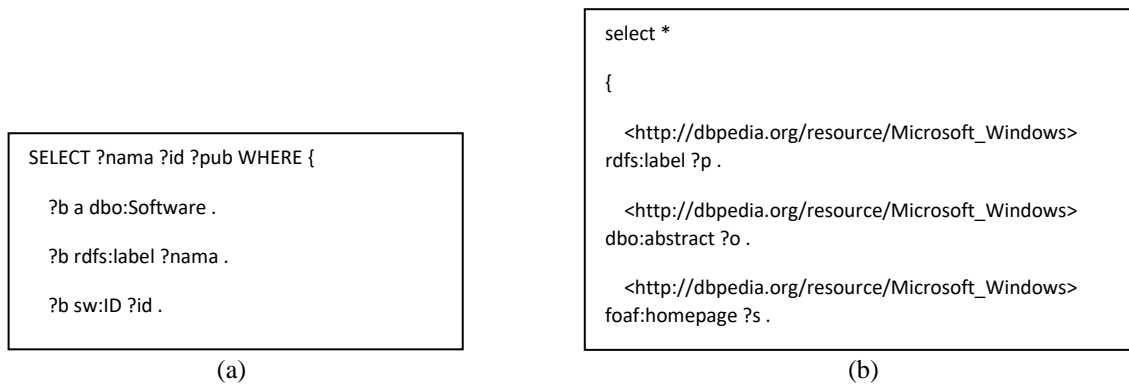 SELECT ?nama ?id ?pub WHERE {
?b a dbo:Software .
?b rdfs:label ?nama .
?b sw:ID ?id .
(a)
select *
{
<http://dbpedia.org/resource/Microsoft_Windows>
rdfs:label ?p .
<http://dbpedia.org/resource/Microsoft_Windows>
dbo:abstract ?o .
<http://dbpedia.org/resource/Microsoft_Windows>
foaf:homepage ?s .
(b)